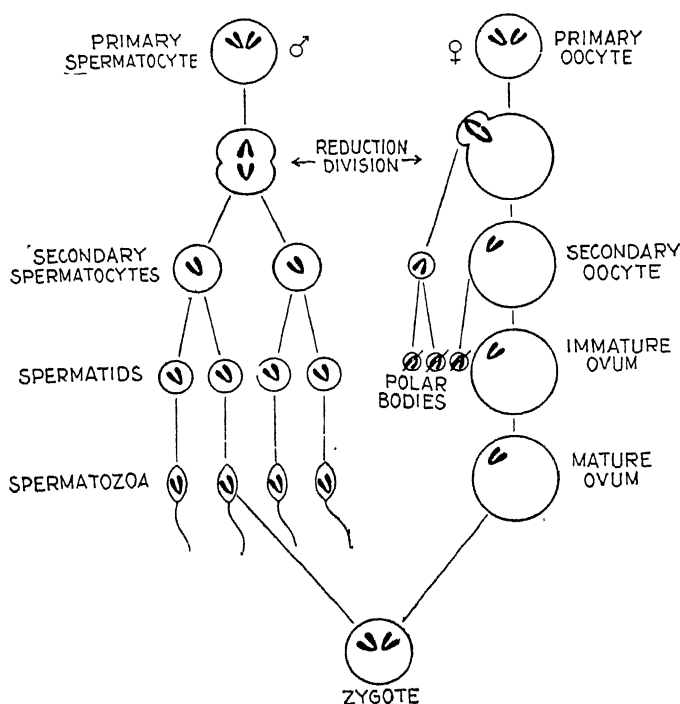 PRIMARY
SPERMATOCYTE
♂
♀
PRIMARY
OOCYTE
REDUCTION
←DIVISION→
SECONDARY
SPERMATOCYTES
SECONDARY
OOCYTE
SPERMATIDS
POLAR
BODIES
IMMATURE
OVUM
SPERMATOZOA
MATURE
OVUM
ZYGOTE